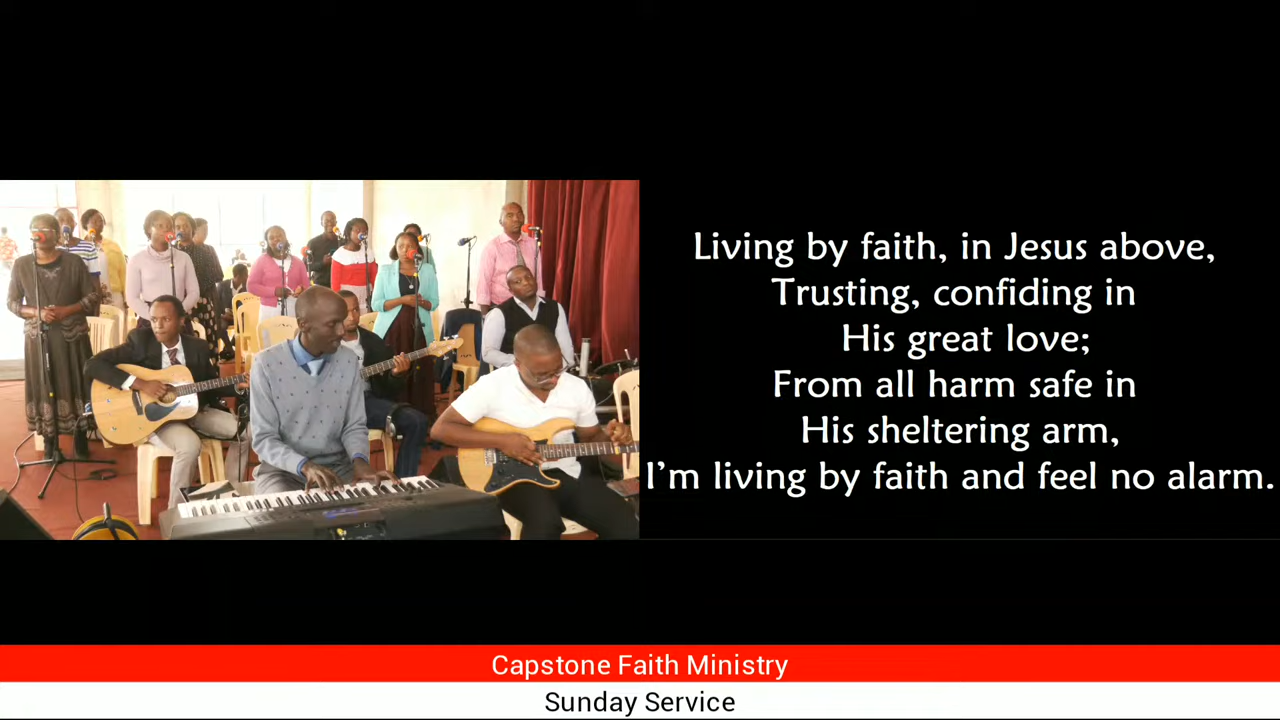 Living by faith, in Jesus above,
Trusting, confiding in
His great love;
From all harm safe in
His sheltering arm,
I'm living by faith and feel no alarm.
Capstone Faith Ministry
Sunday Service